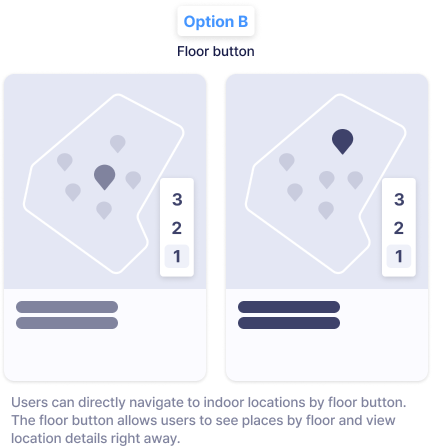 Option B
Floor button
3
2
1
3
2
1
Users can directly navigate to indoor locations by floor button.
The floor button allows users to see places by floor and view
location details right away.